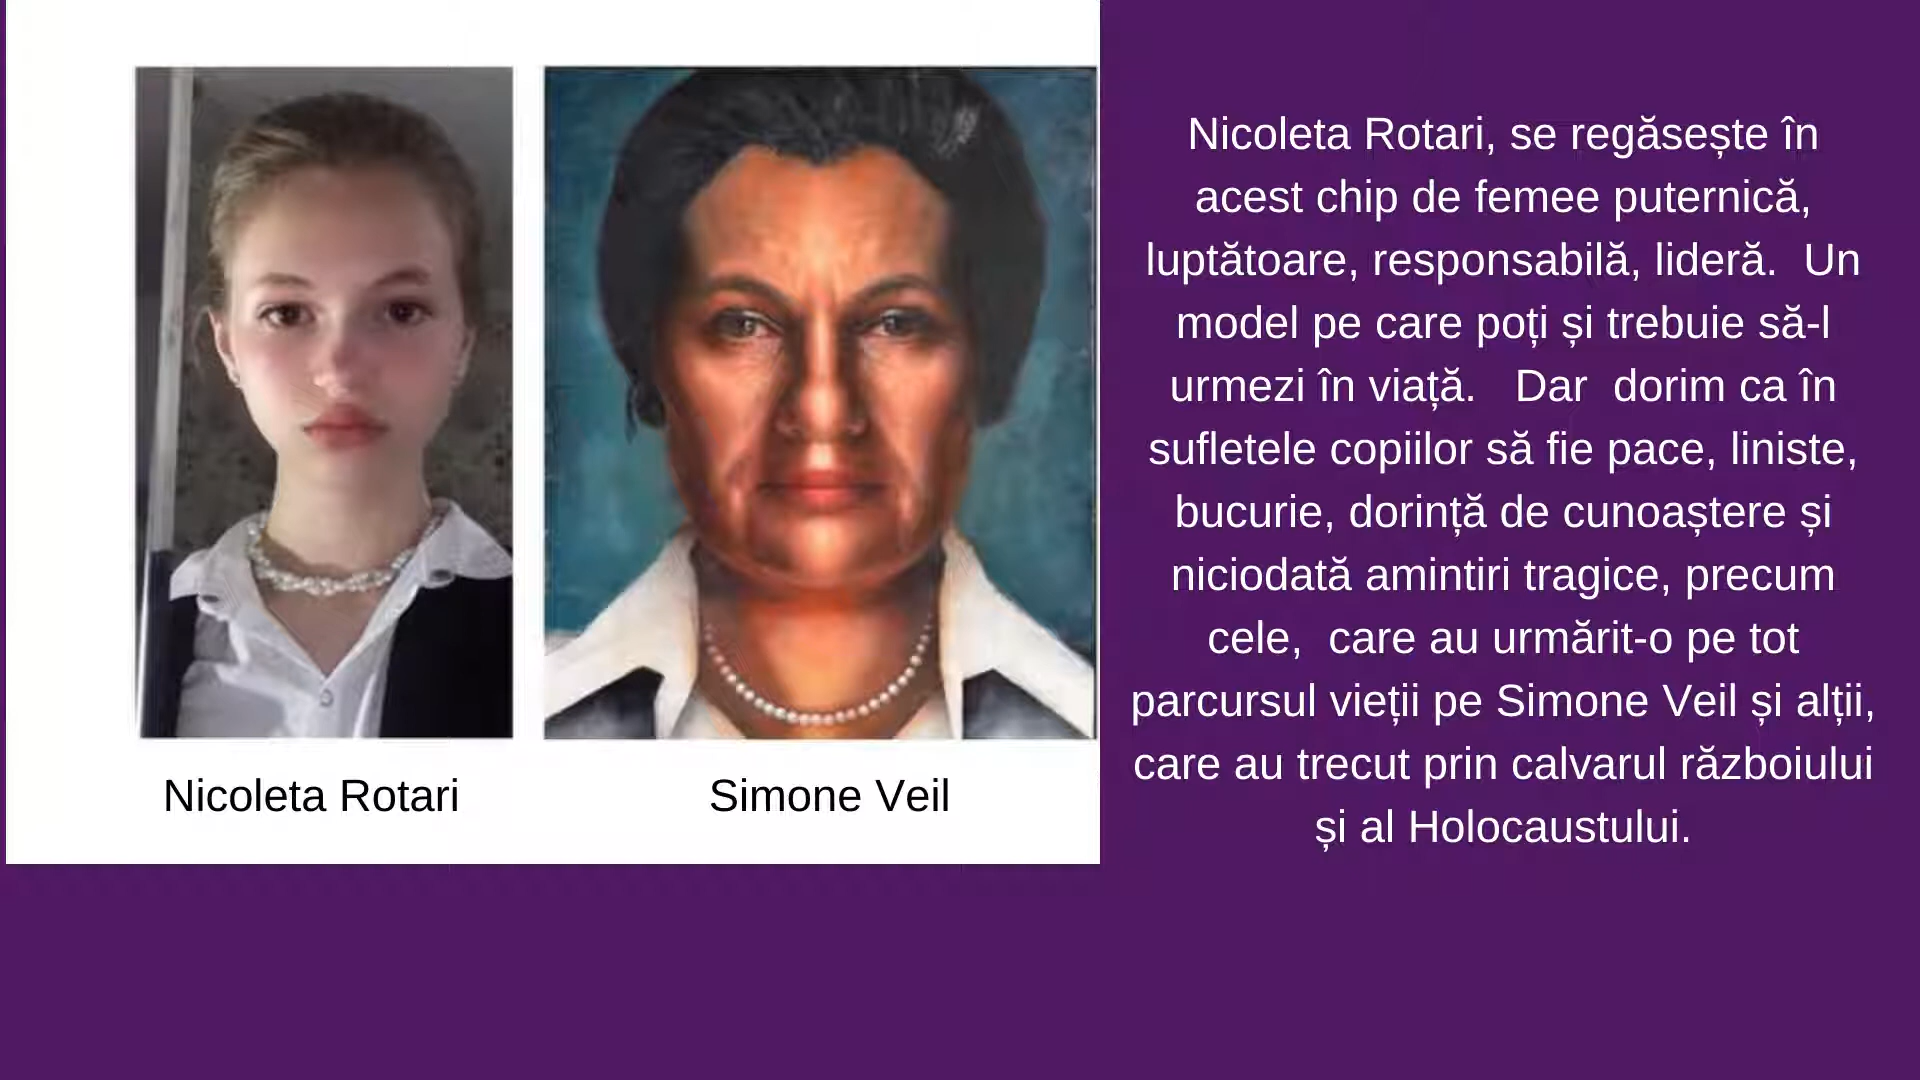 Nicoleta Rotari, se regăsește în
acest chip de femee puternică,
luptătoare, responsabilă, lideră.  Un
model pe care poți și trebuie să-l
urmezi în viață.   Dar  dorim ca în
sufletele copiilor să fie pace, liniste,
bucurie, dorință de cunoaștere și
niciodată amintiri tragice, precum
cele,  care au urmărit-o pe tot
parcursul vieții pe Simone Veil și alții,
care au trecut prin calvarul războiului
și al Holocaustului.
Nicoleta Rotari
Simone Veil